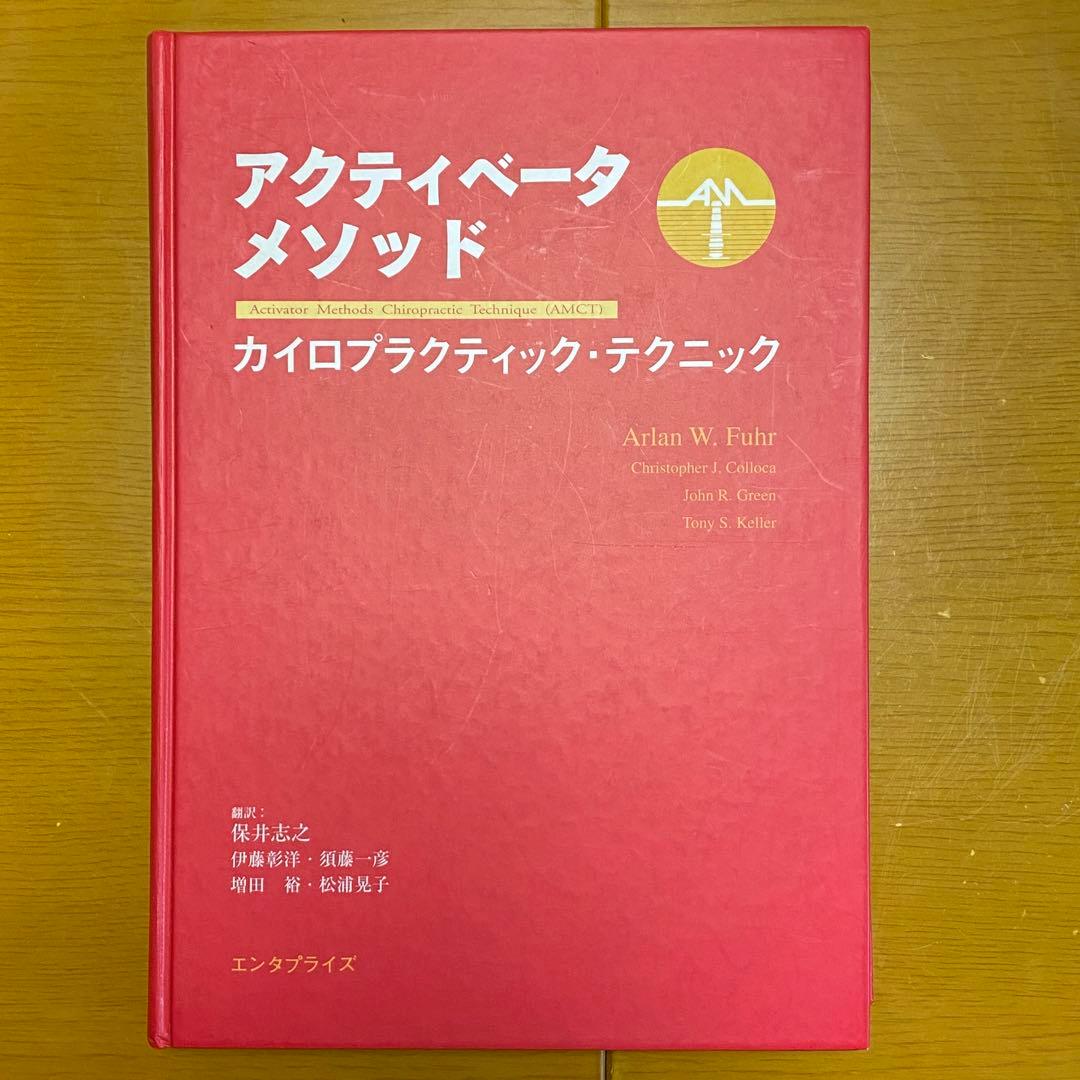 アクティベータ
メソッド
AM
Activator Methods Chiropractic Technique (AMCT)
カイロプラクティック・テクニック
Arlan W. Fuhr
Christopher J. Colloca
John R. Green
Tony S. Keller
翻訳：
保井志之
伊藤彰洋・須藤一彦
増田　裕・松浦晃子
エンタプライズ